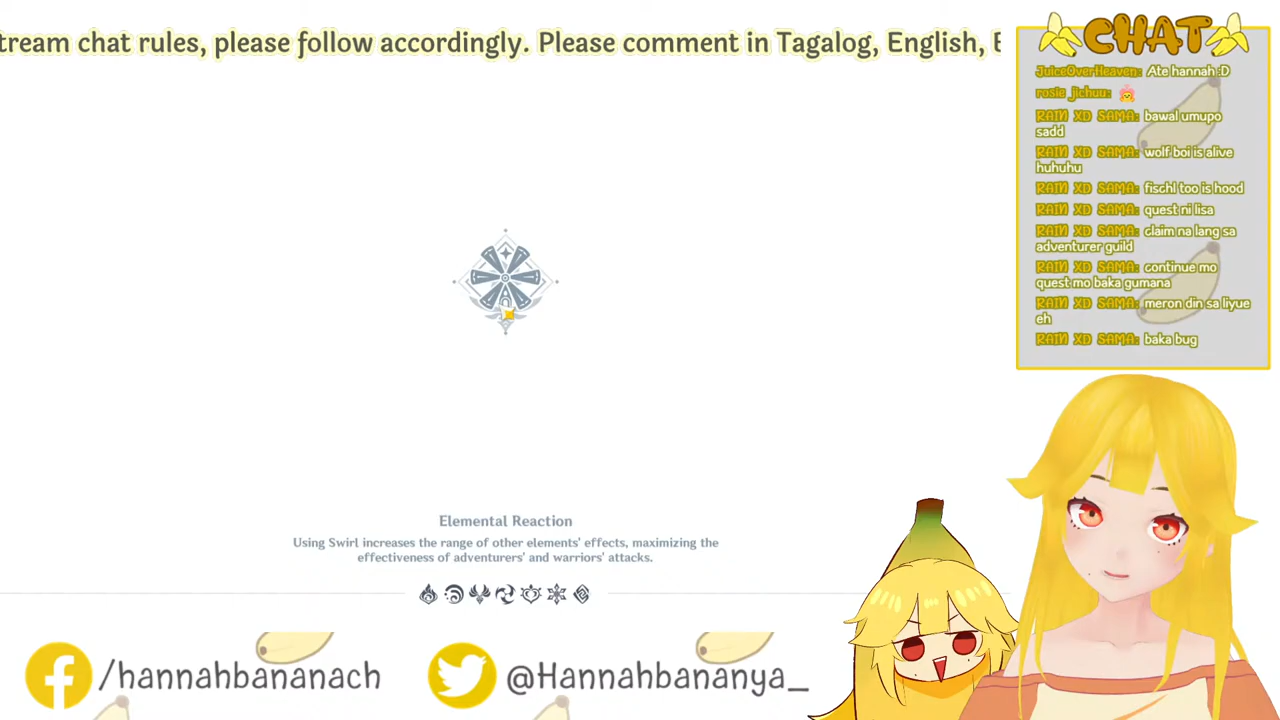 tream chat rules, please follow accordingly. Please comment in Tagalog, English, E
CHAT
JuiceOverHeaven: Ate hannah :D
rosie jichuu:
RAIN XD SAMA: bawal umupo
sadd
RAIN XD SAMA: wolf boi is alive
huhuhu
RAIN XD SAMA: fischl too is hood
RAIN XD SAMA: quest ni lisa
RAIN XD SAMA: claim na lang sa
adventurer guild
RAIN XD SAMA: continue mo
quest mo baka gumana
RAIN XD SAMA: meron din sa liyue
eh
RAIN XD SAMA: baka bug
Elemental Reaction
Using Swirl increases the range of other elements' effects, maximizing the
effectiveness of adventurers' and warriors' attacks.
/hannahbananach
@Hannahbananya_